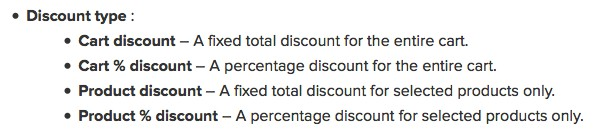 • Discount type :
• Cart discount – A fixed total discount for the entire cart.
• Cart % discount – A percentage discount for the entire cart.
• Product discount – A fixed total discount for selected products only.
• Product % discount – A percentage discount for selected products only.